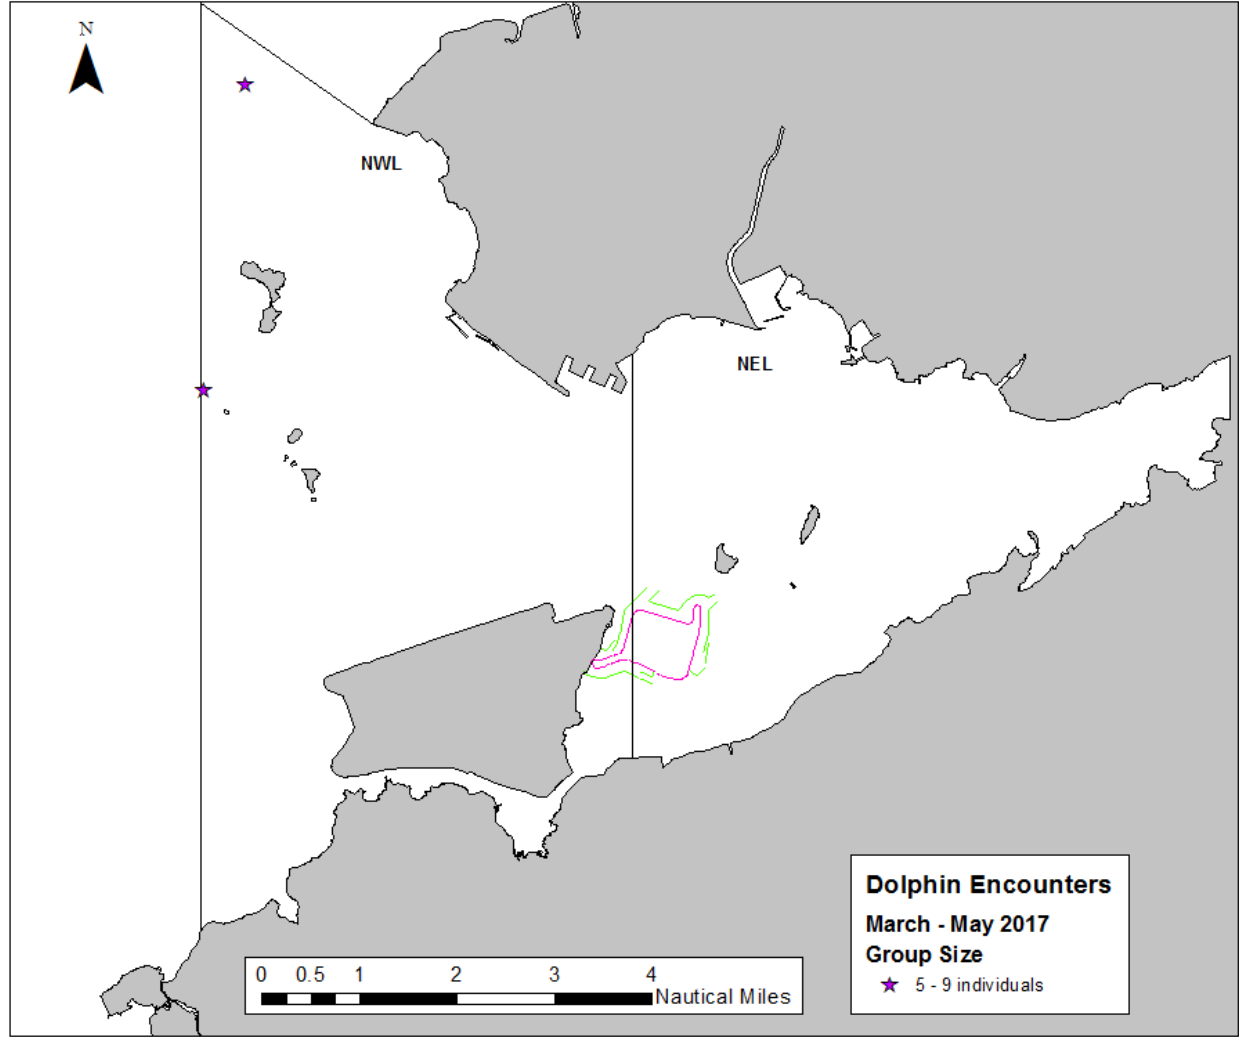 N
NWL
NEL
Dolphin Encounters
March - May 2017
Group Size
5 - 9 individuals
0 0.5 1 2 3 4
Nautical Miles